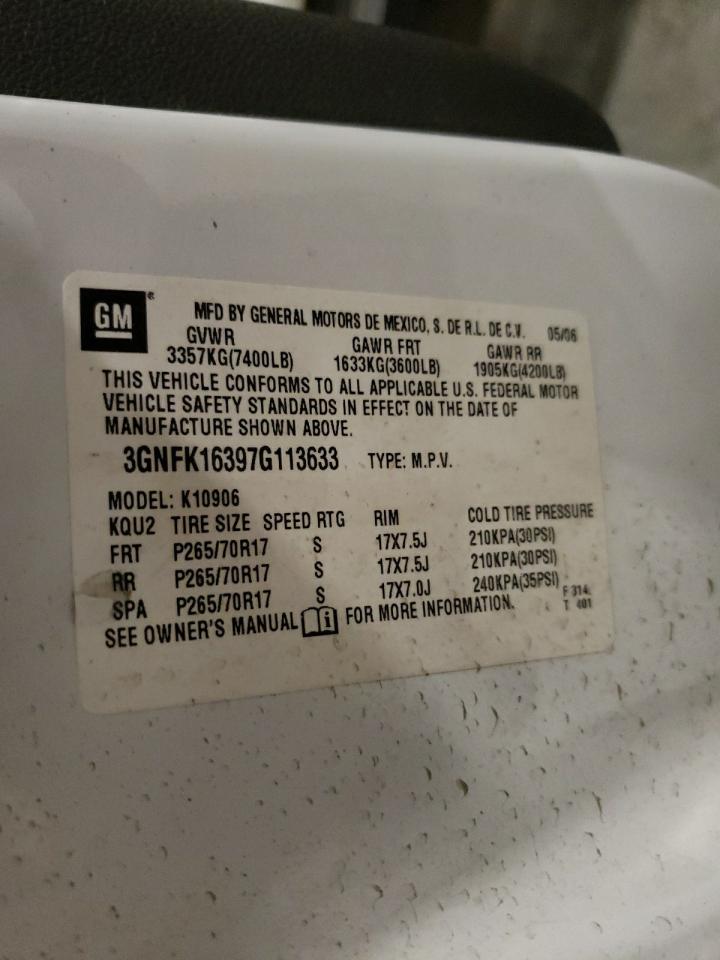 GM®
MFD BY GENERAL MOTORS DE MEXICO, S. DE R.L. DE C.V. 05/06
GVWR GAWR FRT GAWR RR
3357KG(7400LB) 1633KG(3600LB) 1905KG(4200LB)
THIS VEHICLE CONFORMS TO ALL APPLICABLE U.S. FEDERAL MOTOR
VEHICLE SAFETY STANDARDS IN EFFECT ON THE DATE OF
MANUFACTURE SHOWN ABOVE.
3GNFK16397G113633 TYPE: M.P.V.
MODEL: K10906
KQU2 TIRE SIZE SPEED RTG RIM COLD TIRE PRESSURE
FRT P265/70R17 S 17X7.5J 210KPA(30PSI)
RR P265/70R17 S 17X7.5J 210KPA(30PSI)
SPA P265/70R17 S 17X7.0J 240KPA(35PSI) F 314
SEE OWNER'S MANUAL FOR MORE INFORMATION. T 401